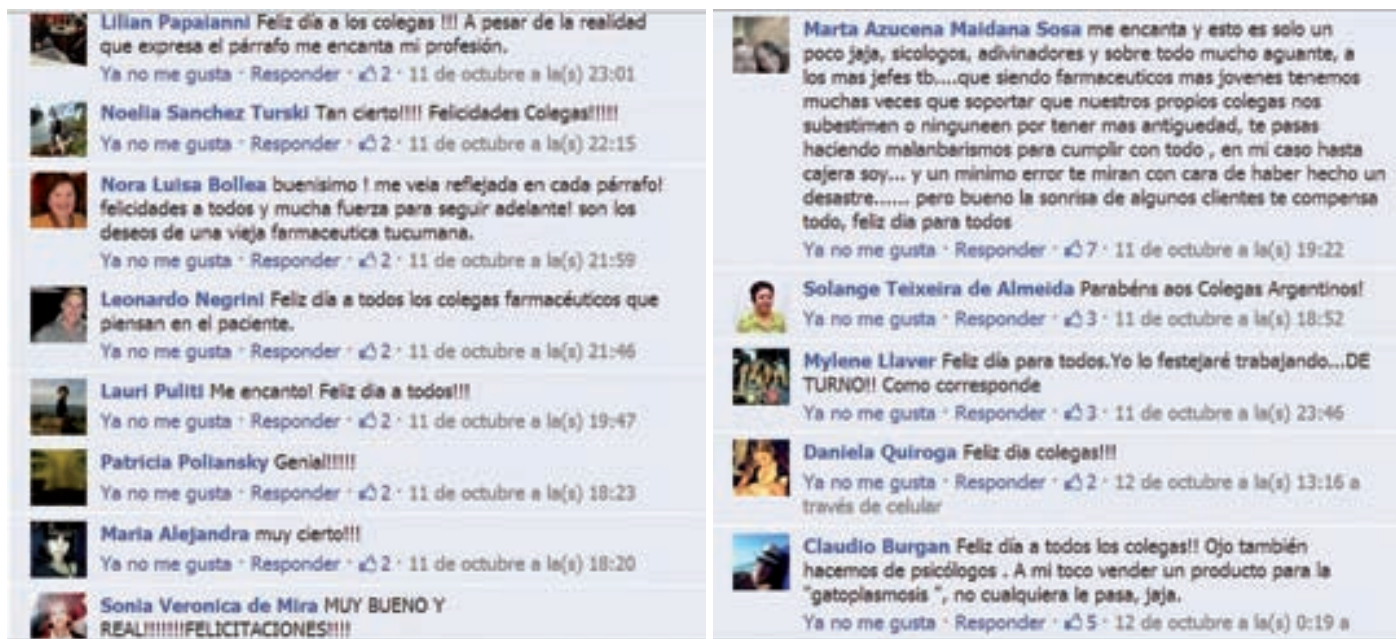 Lilian Papaianni Feliz día a los colegas !!! A pesar de la realidad
que expresa el párrafo me encanta mi profesión.
Ya no me gusta · Responder · 2 · 11 de octubre a la(s) 23:01
Noelia Sanchez Turski Tan cierto!!!! Felicidades Colegas!!!!!
Ya no me gusta · Responder · 2 · 11 de octubre a la(s) 22:15
Nora Luisa Bollea buenisimo ! me veia reflejada en cada párrafo!
felicidades a todos y mucha fuerza para seguir adelante! son los
deseos de una vieja farmaceutica tucumana.
Ya no me gusta · Responder · 2 · 11 de octubre a la(s) 21:59
Leonardo Negrini Feliz día a todos los colegas farmacéuticos que
piensan en el paciente.
Ya no me gusta · Responder · 2 · 11 de octubre a la(s) 21:46
Lauri Puliti Me encanto! Feliz dia a todos!!!
Ya no me gusta · Responder · 2 · 11 de octubre a la(s) 19:47
Patricia Poliansky Genial!!!!!
Ya no me gusta · Responder · 2 · 11 de octubre a la(s) 18:23
Maria Alejandra muy cierto!!!
Ya no me gusta · Responder · 2 · 11 de octubre a la(s) 18:20
Sonia Veronica de Mira MUY BUENO Y
REAL!!!!!!!FELICITACIONES!!!!
Marta Azucena Maidana Sosa me encanta y esto es solo un
poco jaja, sicologos, adivinadores y sobre todo mucho aguante, a
los mas jefes tb....que siendo farmaceuticos mas jovenes tenemos
muchas veces que soportar que nuestros propios colegas nos
subestimen o ninguneen por tener mas antiguedad, te pasas
haciendo malanbarismos para cumplir con todo , en mi caso hasta
cajera soy... y un minimo error te miran con cara de haber hecho un
desastre...... pero bueno la sonrisa de algunos clientes te compensa
todo, feliz dia para todos
Ya no me gusta · Responder · 7 · 11 de octubre a la(s) 19:22
Solange Teixeira de Almeida Parabéns aos Colegas Argentinos!
Ya no me gusta · Responder · 3 · 11 de octubre a la(s) 18:52
Mylene Llaver Feliz día para todos.Yo lo festejaré trabajando...DE
TURNO!! Como corresponde
Ya no me gusta · Responder · 3 · 11 de octubre a la(s) 23:46
Daniela Quiroga Feliz dia colegas!!!
Ya no me gusta · Responder · 2 · 12 de octubre a la(s) 13:16 a
través de celular
Claudio Burgan Feliz día a todos los colegas!! Ojo también
hacemos de psicólogos . A mi toco vender un producto para la
"gatoplasmosis ", no cualquiera le pasa, jaja.
Ya no me gusta · Responder · 5 · 12 de octubre a la(s) 0:19 a